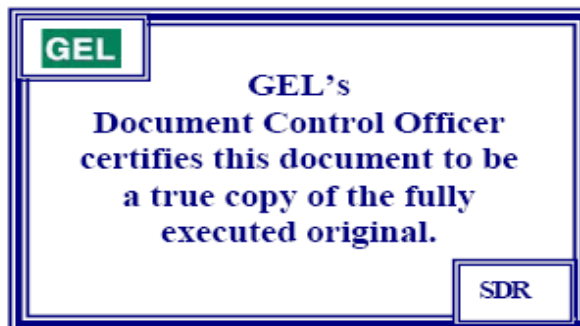 GEL
GEL's
Document Control Officer
certifies this document to be
a true copy of the fully
executed original.
SDR